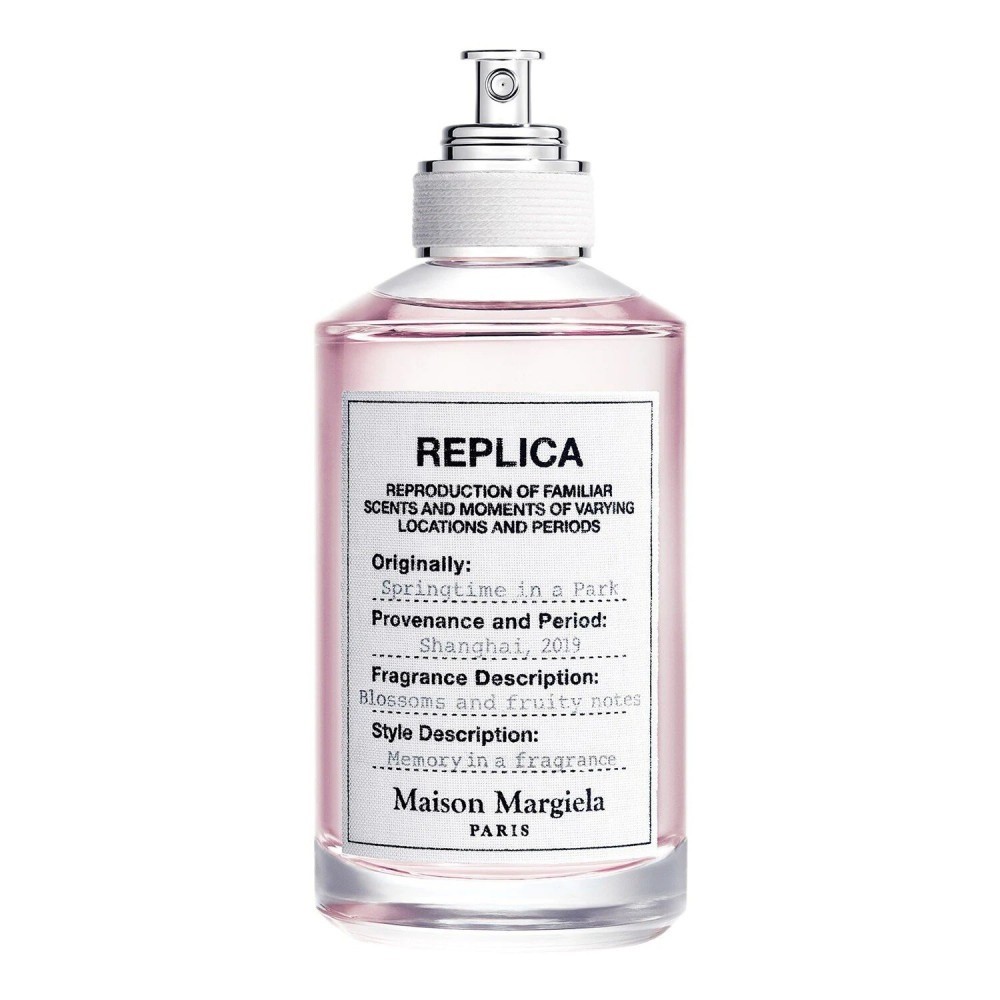 REPLICA
REPRODUCTION OF FAMILIAR
SCENTS AND MOMENTS OF VARYING
LOCATIONS AND PERIODS
Originally:
Springtime in a Park
Provenance and Period:
Shanghai, 2019
Fragrance Description:
Blossoms and fruity notes
Style Description:
Memory in a fragrance
Maison Margiela
PARIS